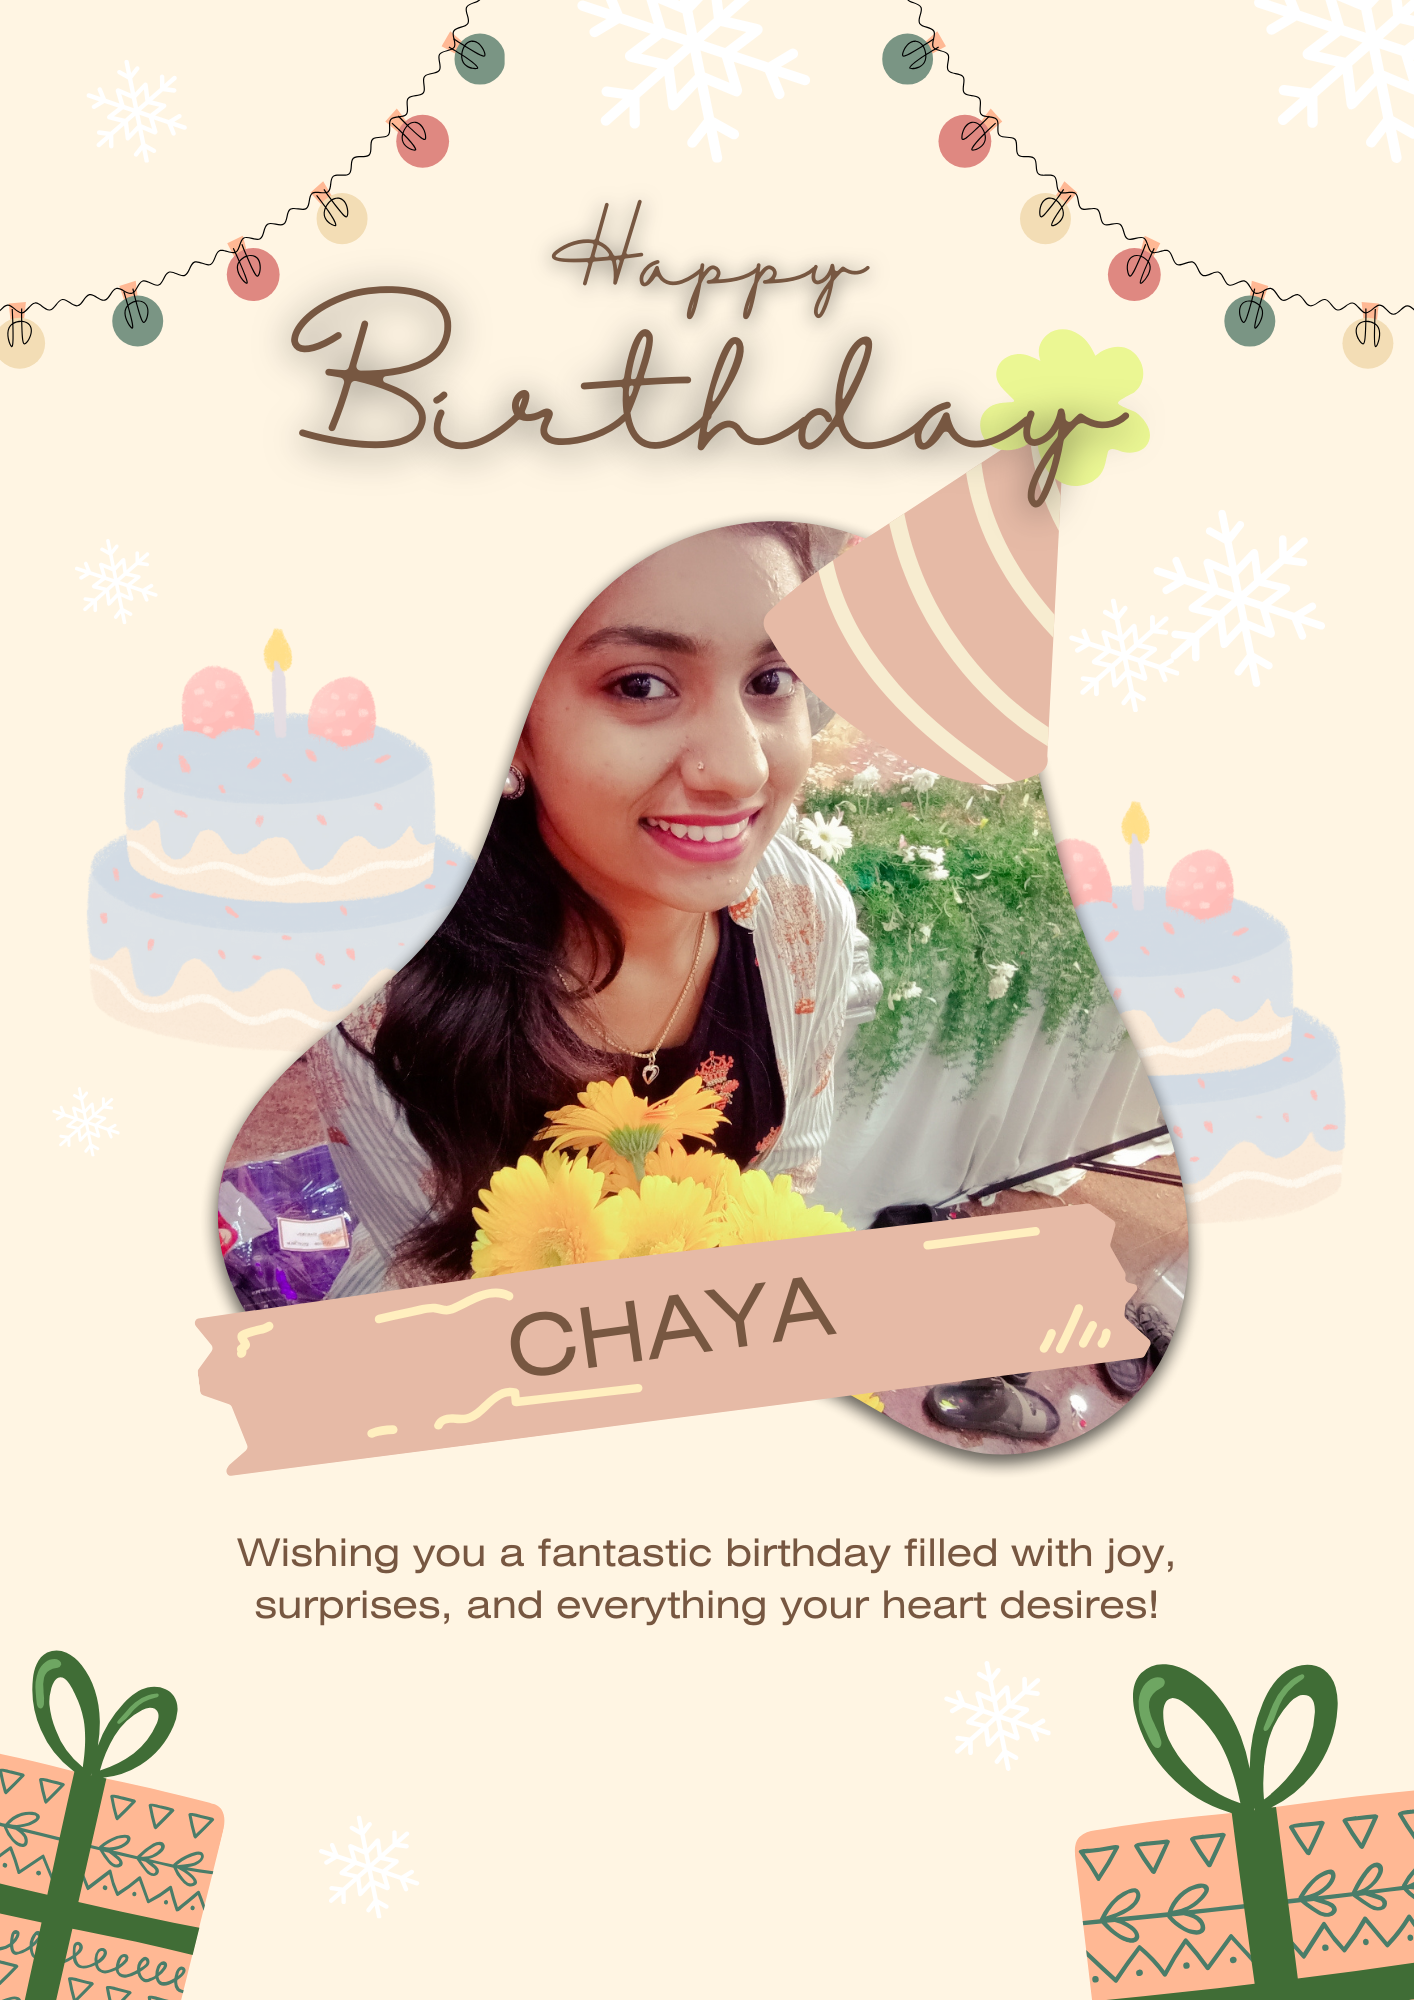 Happy
Birthday
CHAYA
Wishing you a fantastic birthday filled with joy,
surprises, and everything your heart desires!